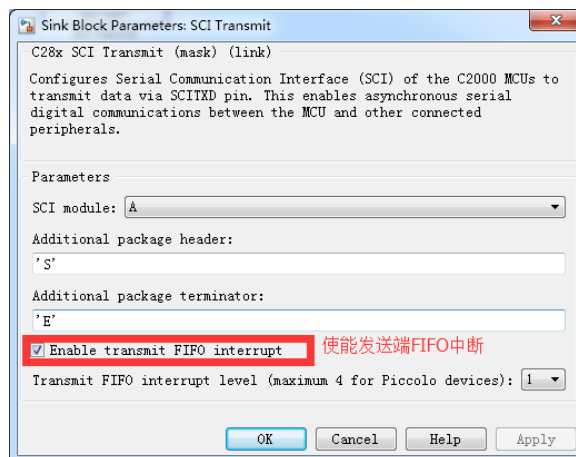 Sink Block Parameters: SCI Transmit
C28x SCI Transmit (mask) (link)
Configures Serial Communication Interface (SCI) of the C2000 MCUs to
transmit data via SCITXD pin. This enables asynchronous serial
digital communications between the MCU and other connected
peripherals.
Parameters
SCI module: A
Additional package header:
'S'
Additional package terminator:
'E'
Enable transmit FIFO interrupt 使能发送端FIFO中断
Transmit FIFO interrupt level (maximum 4 for Piccolo devices): 1
OK Cancel Help Apply